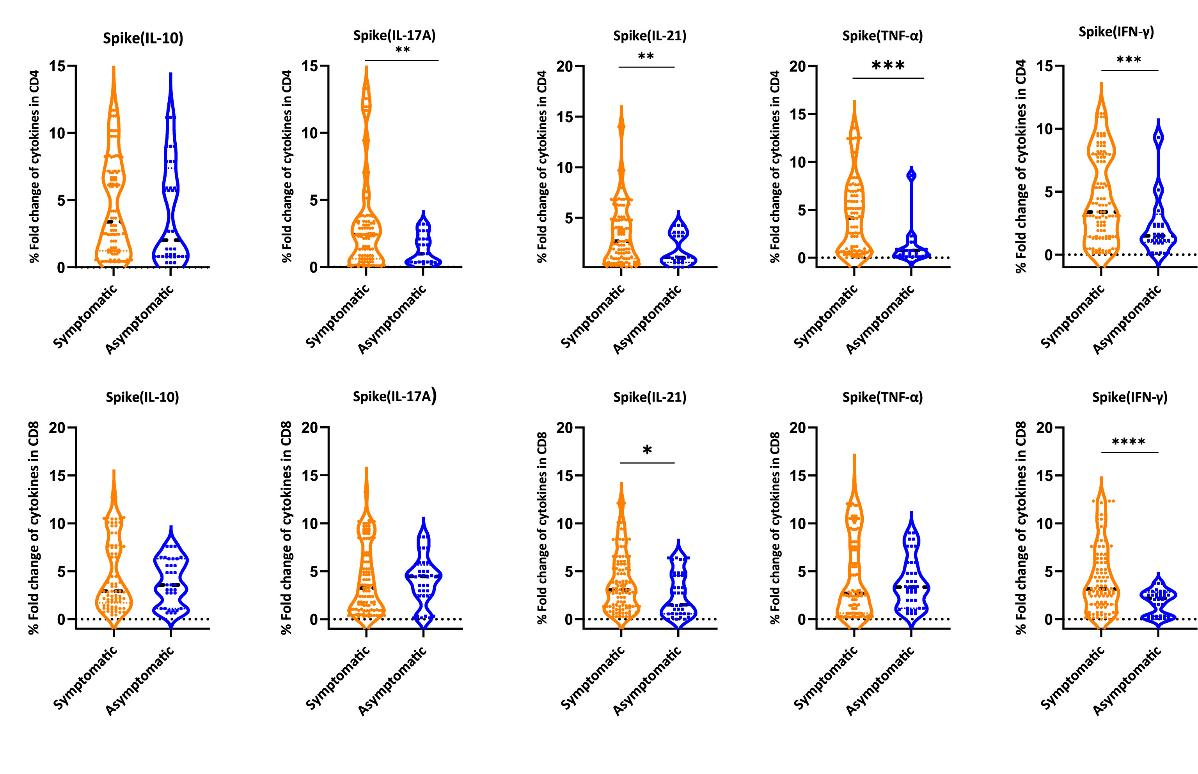 Spike(IL-10)
% Fold change of cytokines in CD4
15
10
5
0
Symptomatic
Asymptomatic
Spike(IL-17A)
**
% Fold change of cytokines in CD4
15
10
5
0
Symptomatic
Asymptomatic
Spike(IL-21)
**
% Fold change of cytokines in CD4
20
15
10
5
Symptomatic
Asymptomatic
Spike(TNF-α)
***
% Fold change of cytokines in CD4
20
15
10
5
0
Symptomatic
Asymptomatic
Spike(IFN-γ)
***
% Fold change of cytokines in CD4
15
10
5
0
Symptomatic
Asymptomatic
Spike(IL-10)
% Fold change of cytokines in CD8
20
15
10
5
0
Symptomatic
Asymptomatic
Spike(IL-17A)
% Fold change of cytokines in CD8
20
15
10
5
0
Symptomatic
Asymptomatic
Spike(IL-21)
*
% Fold change of cytokines in CD8
20
15
10
5
0
Symptomatic
Asymptomatic
Spike(TNF-α)
% Fold change of cytokines in CD8
20
15
10
5
0
Symptomatic
Asymptomatic
Spike(IFN-γ)
****
% Fold change of cytokines in CD8
20
15
10
5
0
Symptomatic
Asymptomatic